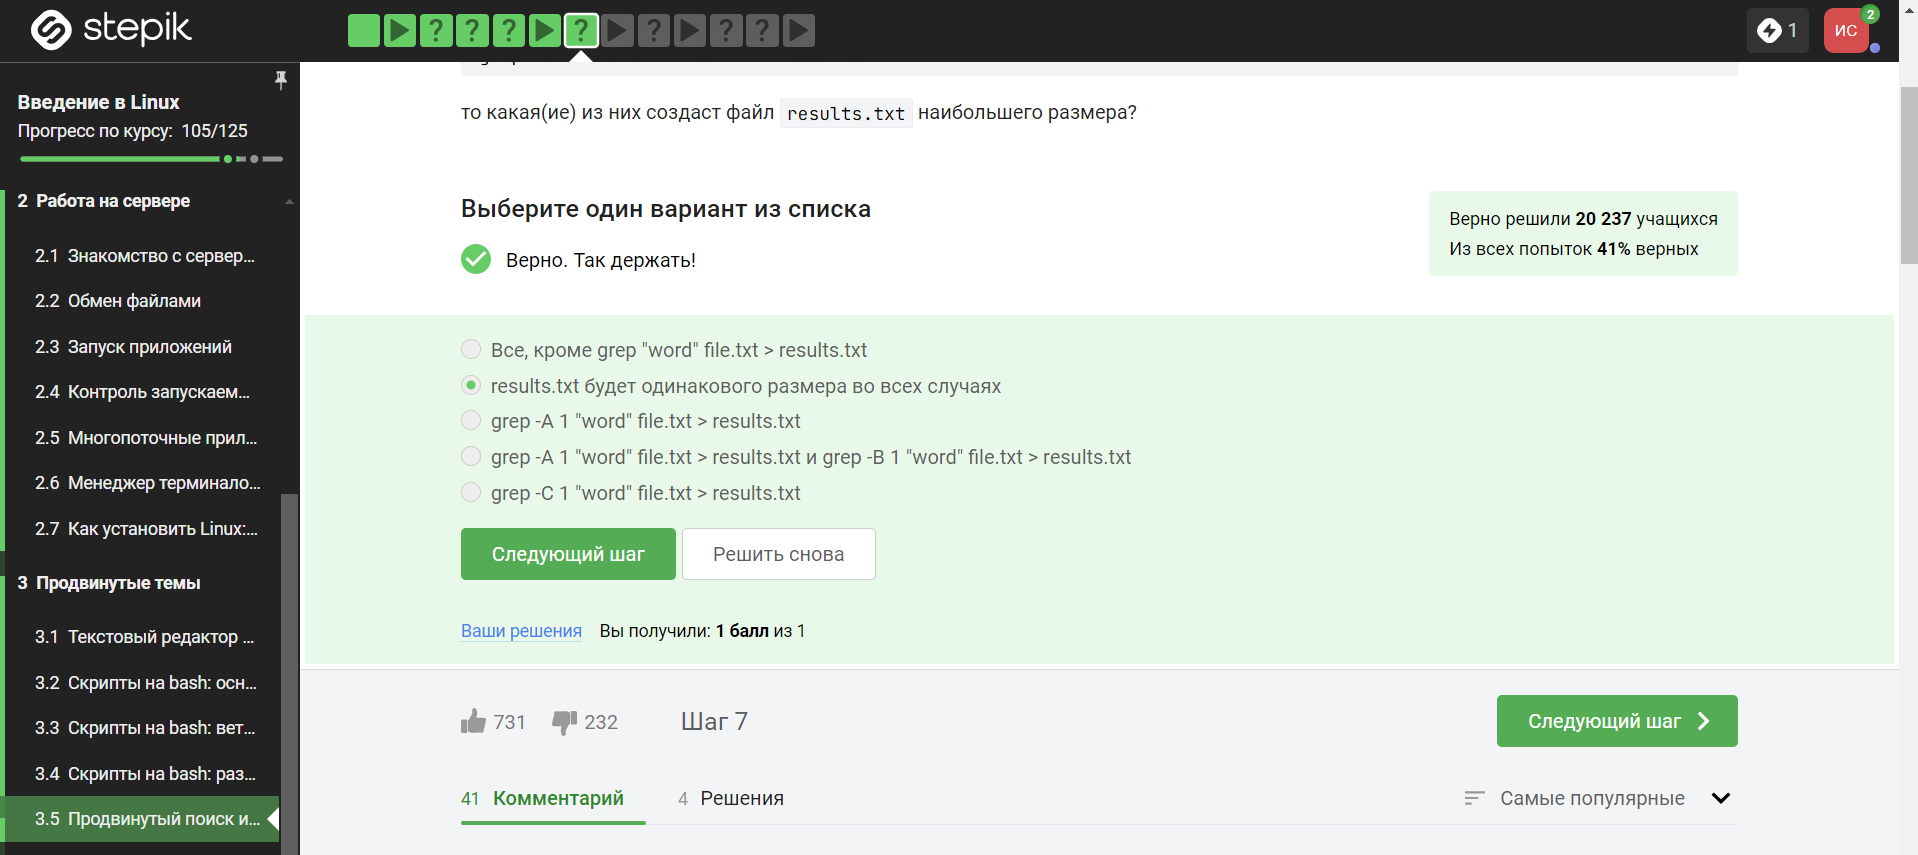 stepik
1
ИС
2
Введение в Linux
Прогресс по курсу: 105/125
2 Работа на сервере
2.1 Знакомство с сервер...
2.2 Обмен файлами
2.3 Запуск приложений
2.4 Контроль запускаем...
2.5 Многопоточные прил...
2.6 Менеджер терминало...
2.7 Как установить Linux:...
3 Продвинутые темы
3.1 Текстовый редактор ...
3.2 Скрипты на bash: осн...
3.3 Скрипты на bash: вет...
3.4 Скрипты на bash: раз...
3.5 Продвинутый поиск и...
то какая(ие) из них создаст файл results.txt наибольшего размера?
Выберите один вариант из списка
Верно. Так держать!
Верно решили 20 237 учащихся
Из всех попыток 41% верных
Все, кроме grep "word" file.txt > results.txt
results.txt будет одинакового размера во всех случаях
grep -A 1 "word" file.txt > results.txt
grep -A 1 "word" file.txt > results.txt и grep -B 1 "word" file.txt > results.txt
grep -C 1 "word" file.txt > results.txt
Следующий шаг
Решить снова
Ваши решения Вы получили: 1 балл из 1
731 232 Шаг 7
Следующий шаг
41 Комментарий
4 Решения
Самые популярные